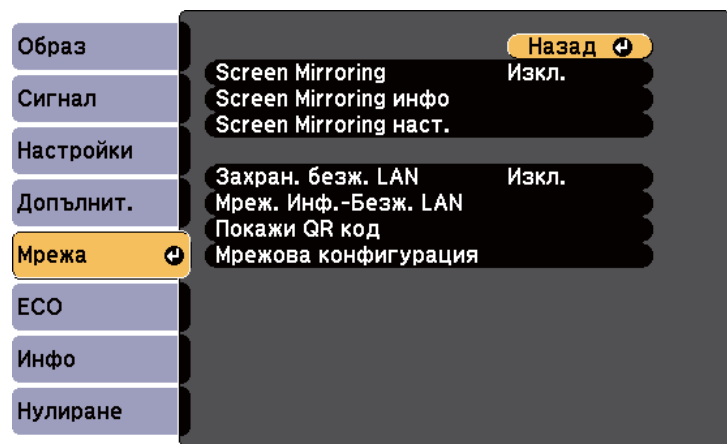 Образ
Сигнал
Настройки
Допълнит.
Мрежа
ECO
Инфо
Нулиране
Назад
Screen Mirroring Изкл.
Screen Mirroring инфо
Screen Mirroring наст.
Захран. безж. LAN Изкл.
Мреж. Инф.-Безж. LAN
Покажи QR код
Мрежова конфигурация